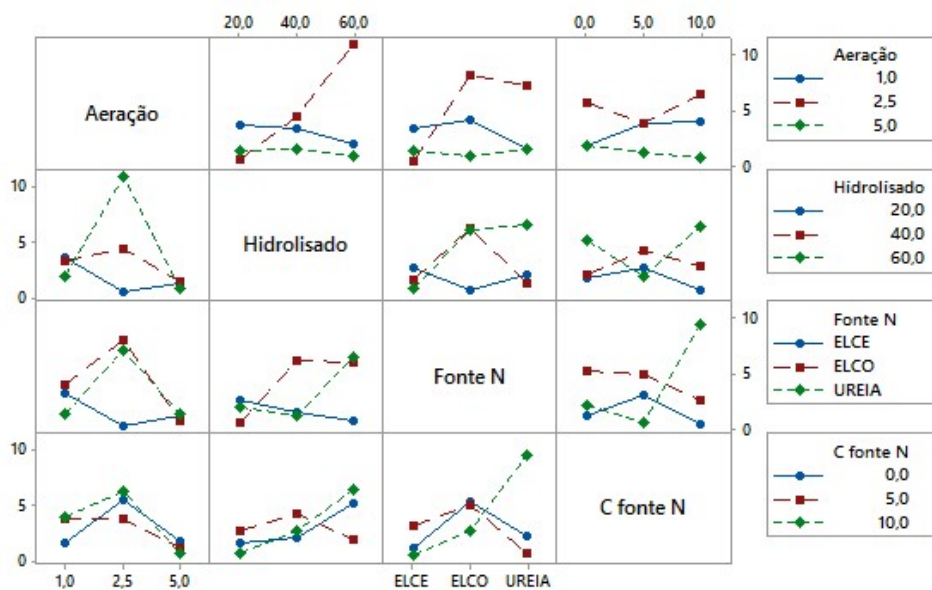 20,0 40,0 60,0 0,0 5,0 10,0
Aeração
10
5
0
Aeração
1,0
2,5
5,0
10
5
0
Hidrolisado
Hidrolisado
20,0
40,0
60,0
Fonte N
10
5
0
Fonte N
ELCE
ELCO
UREIA
10
5
0
C fonte N
C fonte N
0,0
5,0
10,0
1,0 2,5 5,0 ELCE ELCO UREIA